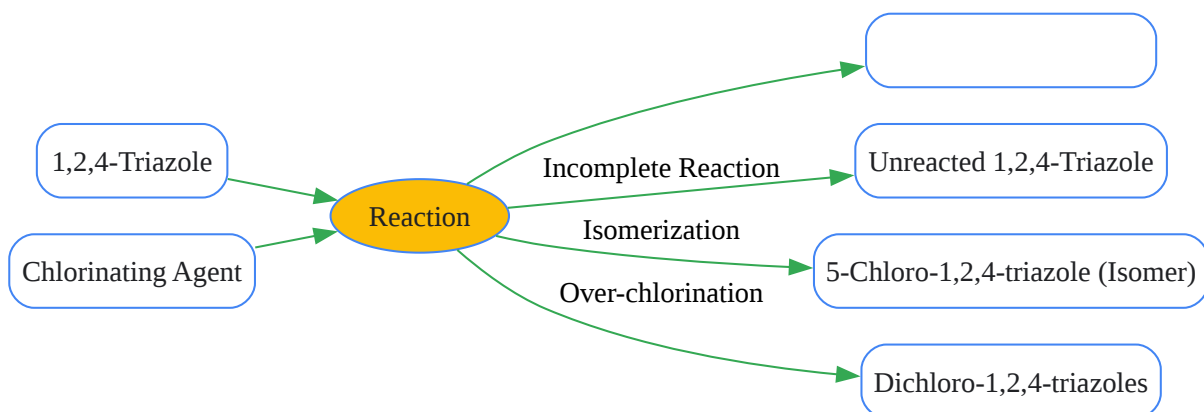 1,2,4-Triazole
Chlorinating Agent
Reaction
Incomplete Reaction
Isomerization
Over-chlorination
Unreacted 1,2,4-Triazole
5-Chloro-1,2,4-triazole (Isomer)
Dichloro-1,2,4-triazoles